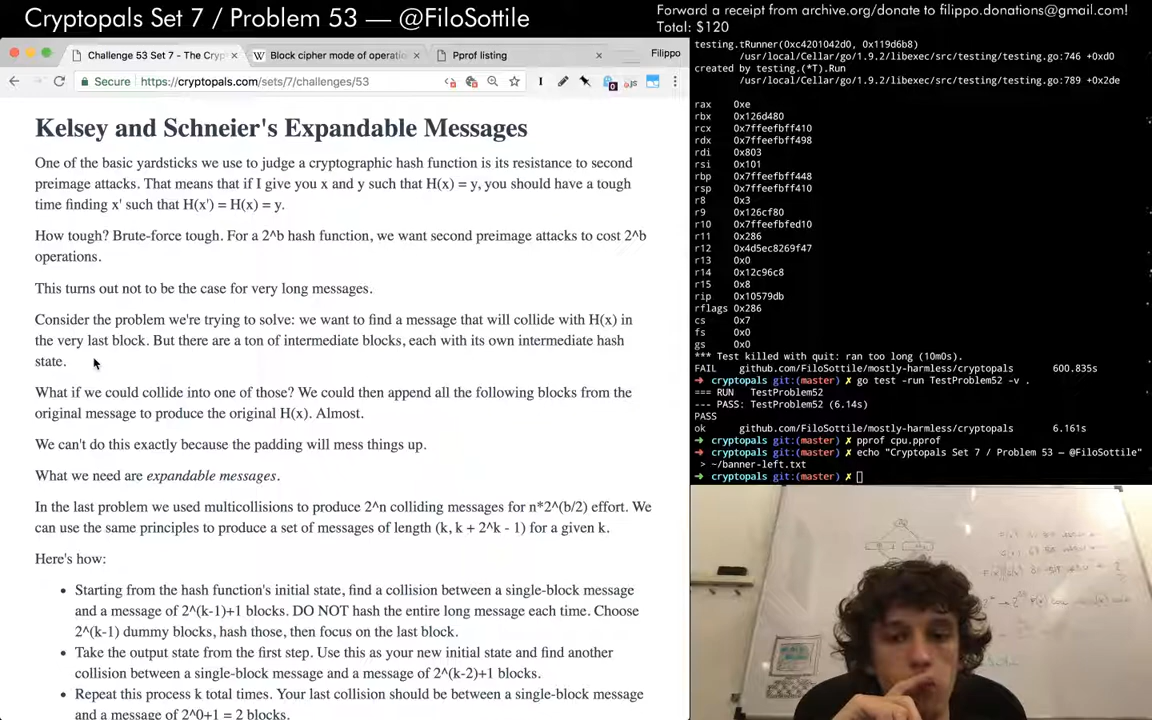 Cryptopals Set 7 / Problem 53 — @FiloSottile
Forward a receipt from archive.org/donate to filippo.donations@gmail.com!
Total: $120
Challenge 53 Set 7 - The Cryp
Block cipher mode of operation
Pprof listing
Filippo
Secure
https://cryptopals.com/sets/7/challenges/53
Kelsey and Schneier's Expandable Messages
One of the basic yardsticks we use to judge a cryptographic hash function is its resistance to second
preimage attacks. That means that if I give you x and y such that H(x) = y, you should have a tough
time finding x' such that H(x') = H(x) = y.
How tough? Brute-force tough. For a 2^b hash function, we want second preimage attacks to cost 2^b
operations.
This turns out not to be the case for very long messages.
Consider the problem we're trying to solve: we want to find a message that will collide with H(x) in
the very last block. But there are a ton of intermediate blocks, each with its own intermediate hash
state.
What if we could collide into one of those? We could then append all the following blocks from the
original message to produce the original H(x). Almost.
We can't do this exactly because the padding will mess things up.
What we need are expandable messages.
In the last problem we used multicollisions to produce 2^n colliding messages for n*2^(b/2) effort. We
can use the same principles to produce a set of messages of length (k, k + 2^k - 1) for a given k.
Here's how:
• Starting from the hash function's initial state, find a collision between a single-block message
and a message of 2^(k-1)+1 blocks. DO NOT hash the entire long message each time. Choose
2^(k-1) dummy blocks, hash those, then focus on the last block.
• Take the output state from the first step. Use this as your new initial state and find another
collision between a single-block message and a message of 2^(k-2)+1 blocks.
• Repeat this process k total times. Your last collision should be between a single-block message
and a message of 2^0+1 = 2 blocks.
testing.tRunner(0xc4201042d0, 0x119d6b8)
/usr/local/Cellar/go/1.9.2/libexec/src/testing/testing.go:746 +0xd0
created by testing.(*T).Run
/usr/local/Cellar/go/1.9.2/libexec/src/testing/testing.go:789 +0x2de
rax 0xe
rbx 0x126d480
rcx 0x7ffeefbff410
rdx 0x7ffeefbff498
rdi 0x803
rsi 0x101
rbp 0x7ffeefbff448
rsp 0x7ffeefbff410
r8 0x3
r9 0x126cf80
r10 0x7ffeefbfed10
r11 0x286
r12 0x4d5ec8269f47
r13 0x0
r14 0x12c96c8
r15 0x8
rip 0x10579db
rflags 0x286
cs 0x7
fs 0x0
gs 0x0
*** Test killed with quit: ran too long (10m0s).
FAIL github.com/FiloSottile/mostly-harmless/cryptopals 600.835s
➜ cryptopals git:(master) ✗ go test -run TestProblem52 -v .
=== RUN TestProblem52
--- PASS: TestProblem52 (6.14s)
PASS
ok github.com/FiloSottile/mostly-harmless/cryptopals 6.161s
➜ cryptopals git:(master) ✗ pprof cpu.pprof
➜ cryptopals git:(master) ✗ echo "Cryptopals Set 7 / Problem 53 — @FiloSottile"
> ~/banner-left.txt
➜ cryptopals git:(master) ✗